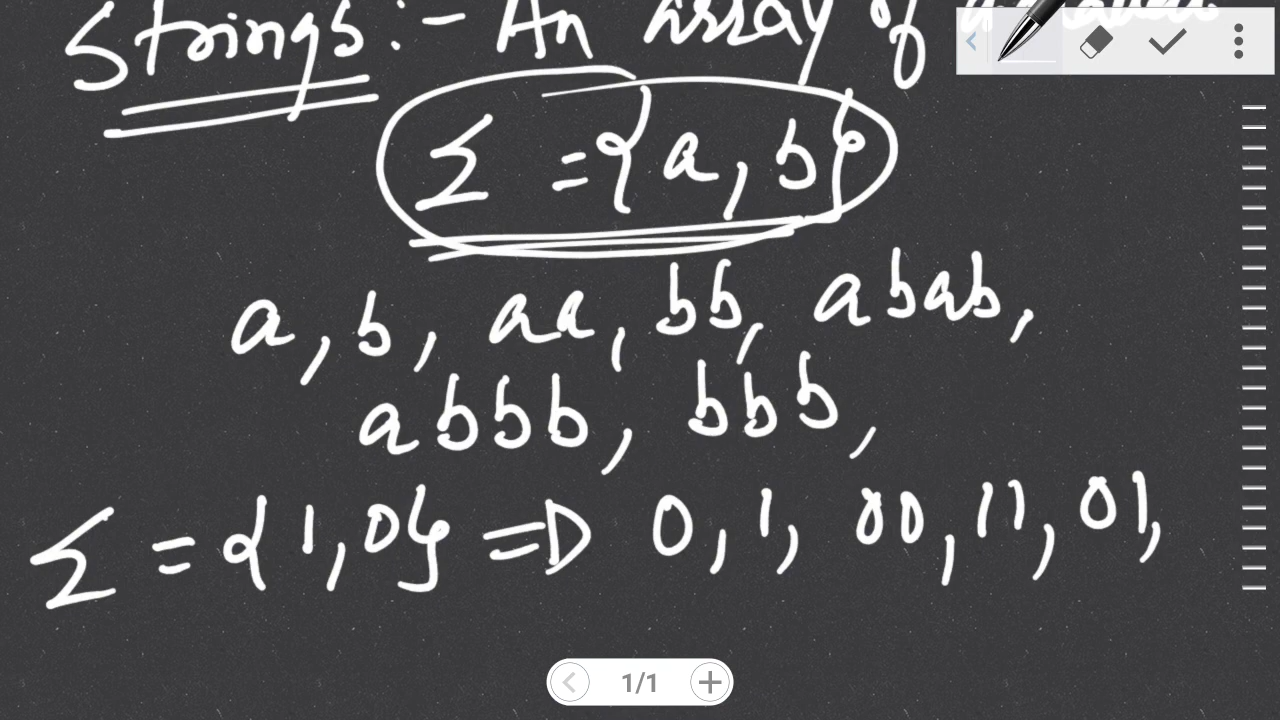 Strings :- An array of
Σ = {a, b}
a, b, aa, bb, abab,
abbb, bbb,
Σ = {1, 0} => 0, 1, 00, 11, 01,
1/1